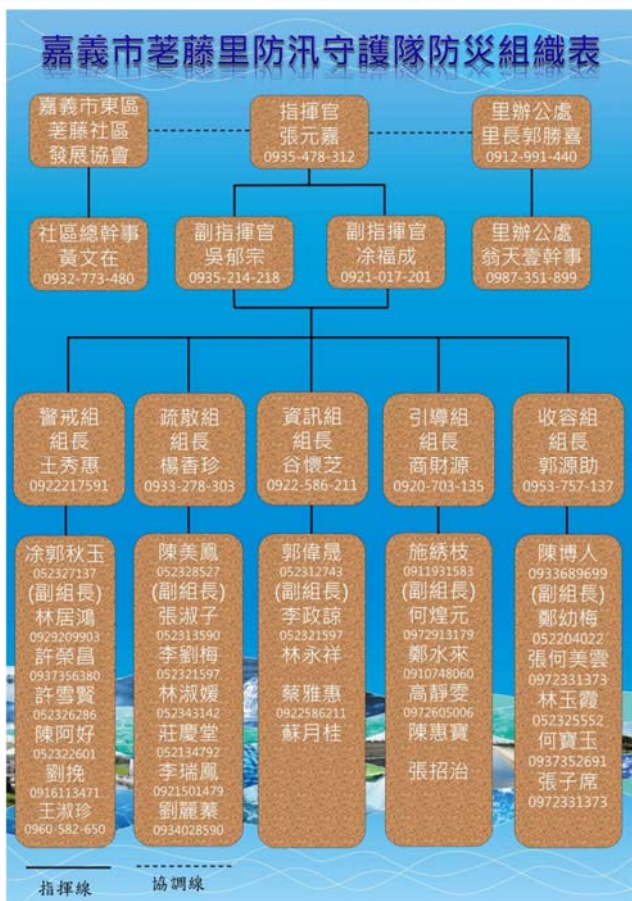 嘉義市荖藤里防汛守護隊防災組織表
嘉義市東區
荖藤社區
發展協會
指揮官
張元嘉
0935-478-312
里辦公處
里長郭勝喜
0912-991-440
社區總幹事
黃文在
0932-773-480
副指揮官
吳郁宗
0935-214-218
副指揮官
凃福成
0921-017-201
里辦公處
翁天壹幹事
0987-351-899
警戒組
組長
王秀惠
0922217591
疏散組
組長
楊香珍
0933-278-303
資訊組
組長
谷懷芝
0922-586-211
引導組
組長
商財源
0920-703-135
收容組
組長
郭源助
0953-757-137
凃郭秋玉
052327137
(副組長)
林居鴻
0929209903
許榮昌
0937356380
許雪賢
052326286
陳阿好
052322601
劉挽
0916113471
王淑珍
0960-582-650
陳美鳳
052328527
(副組長)
張淑子
052313590
李劉梅
052321597
林淑媛
052343142
莊慶堂
052134792
李瑞鳳
0921501479
劉麗蓁
0934028590
郭偉晟
052312743
(副組長)
李政諒
052321597
林永祥
蔡雅惠
0922586211
蘇月桂
施綉枝
0911931583
(副組長)
何煌元
0972913179
鄭水來
0910748060
高靜雯
0972605006
陳惠寶
張招治
陳博人
0933689699
(副組長)
鄭幼梅
052204022
張何美雲
0972331373
林玉霞
052325552
何寶玉
0937352691
張子席
0972331373
指揮線
協調線